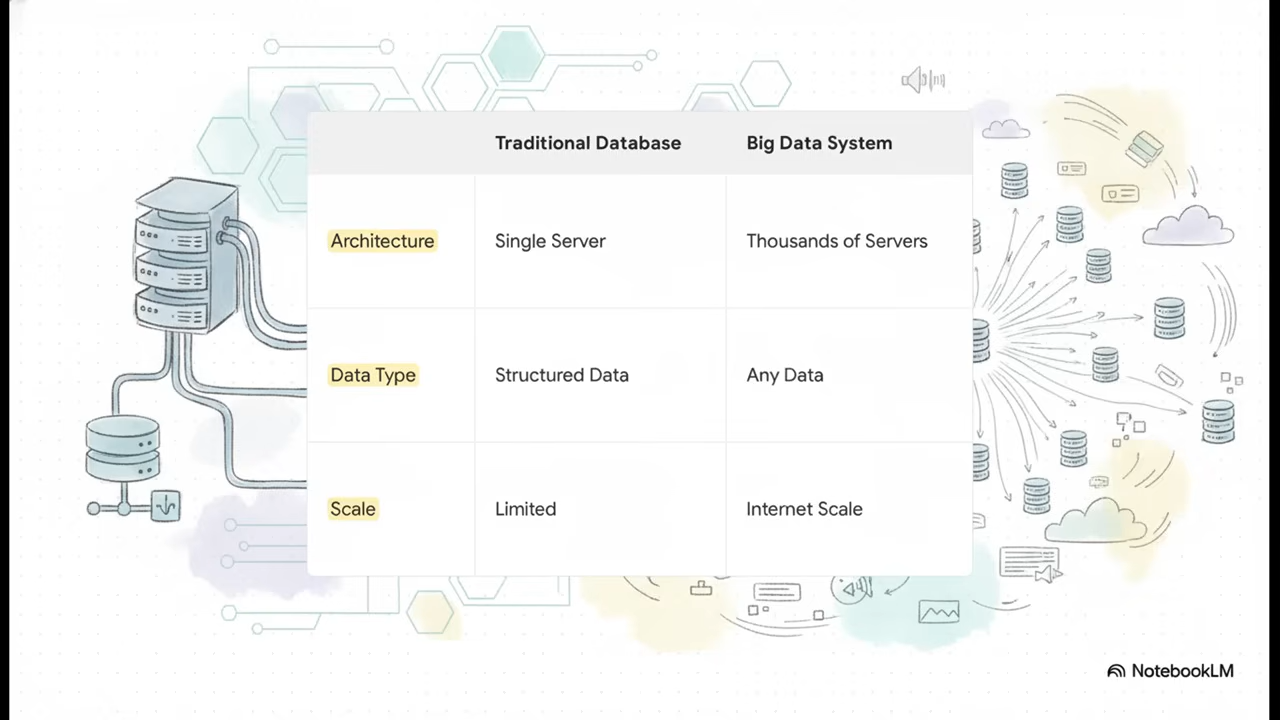 Traditional Database Big Data System
Architecture Single Server Thousands of Servers
Data Type Structured Data Any Data
Scale Limited Internet Scale
NotebookLM